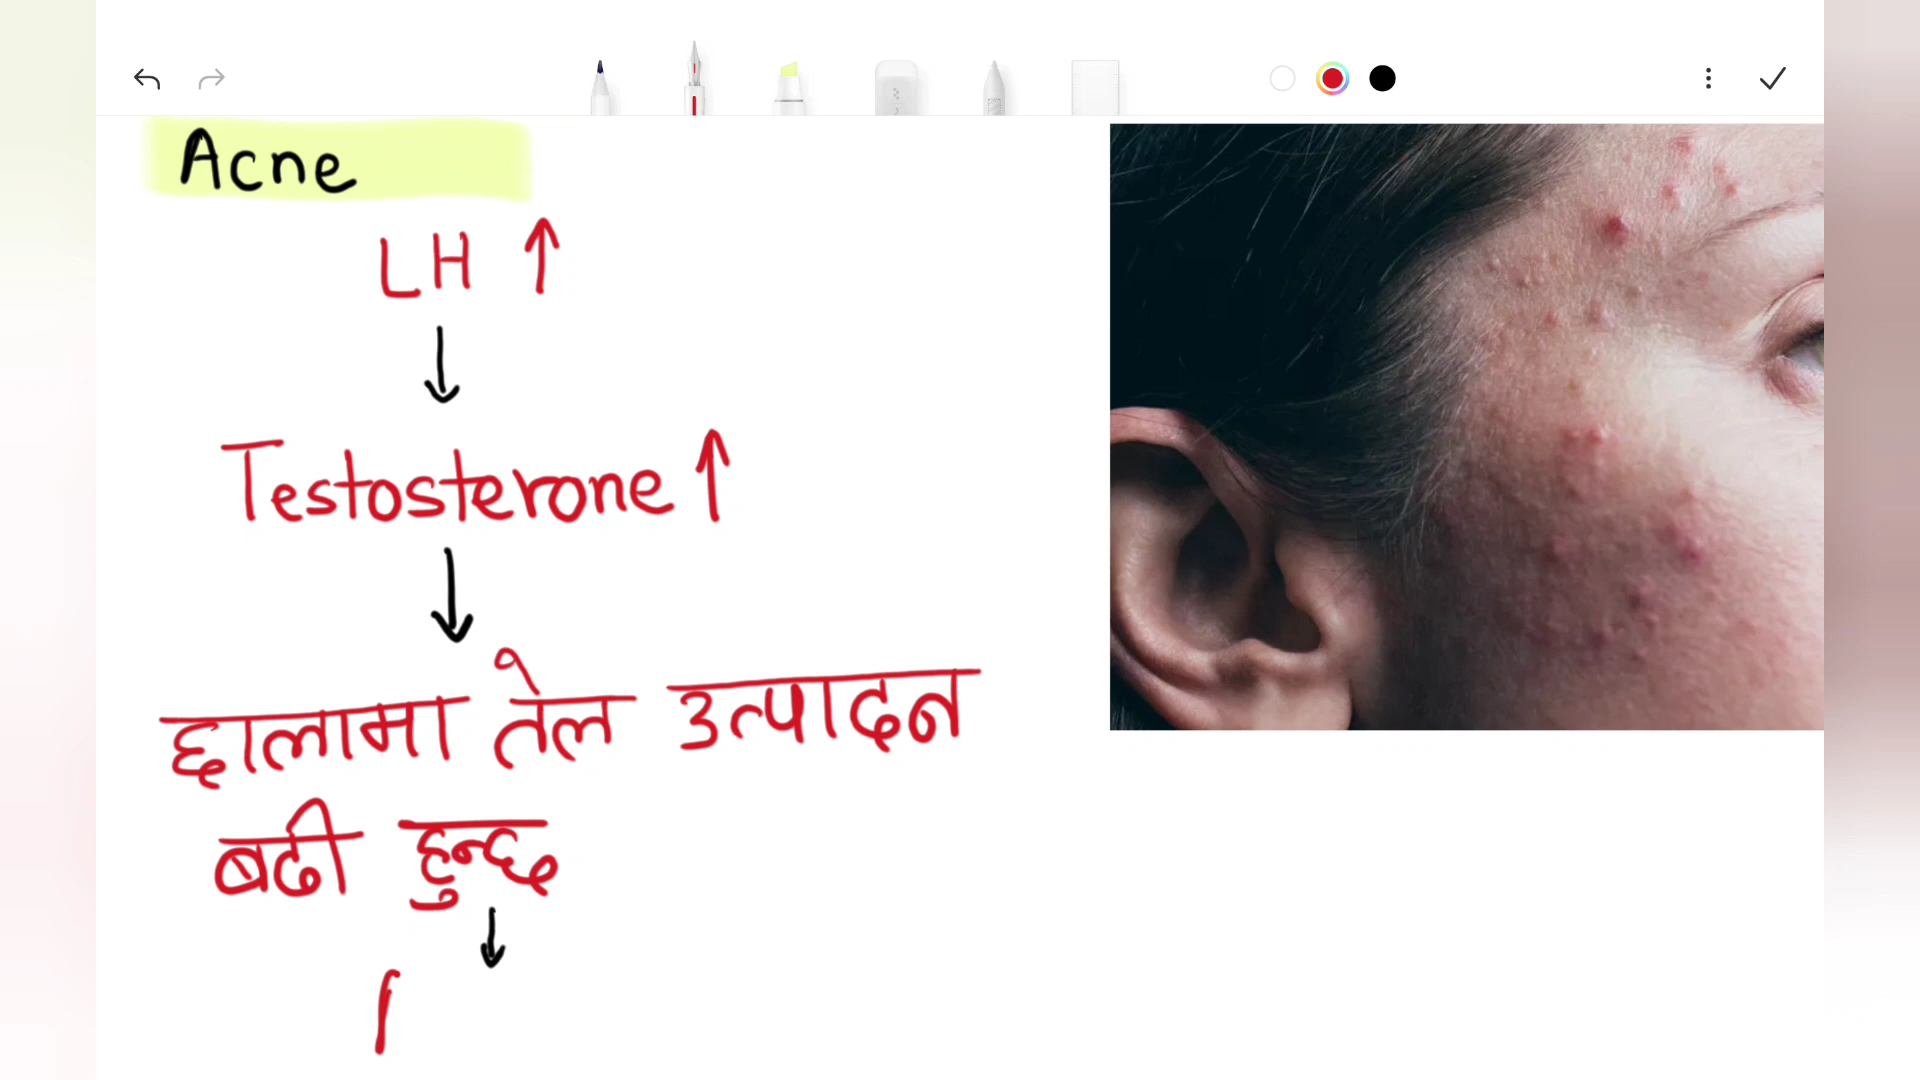 Acne
LH ↑
↓
Testosterone ↑
↓
छालामा तेल उत्पादन
बढी हुन्छ
↓